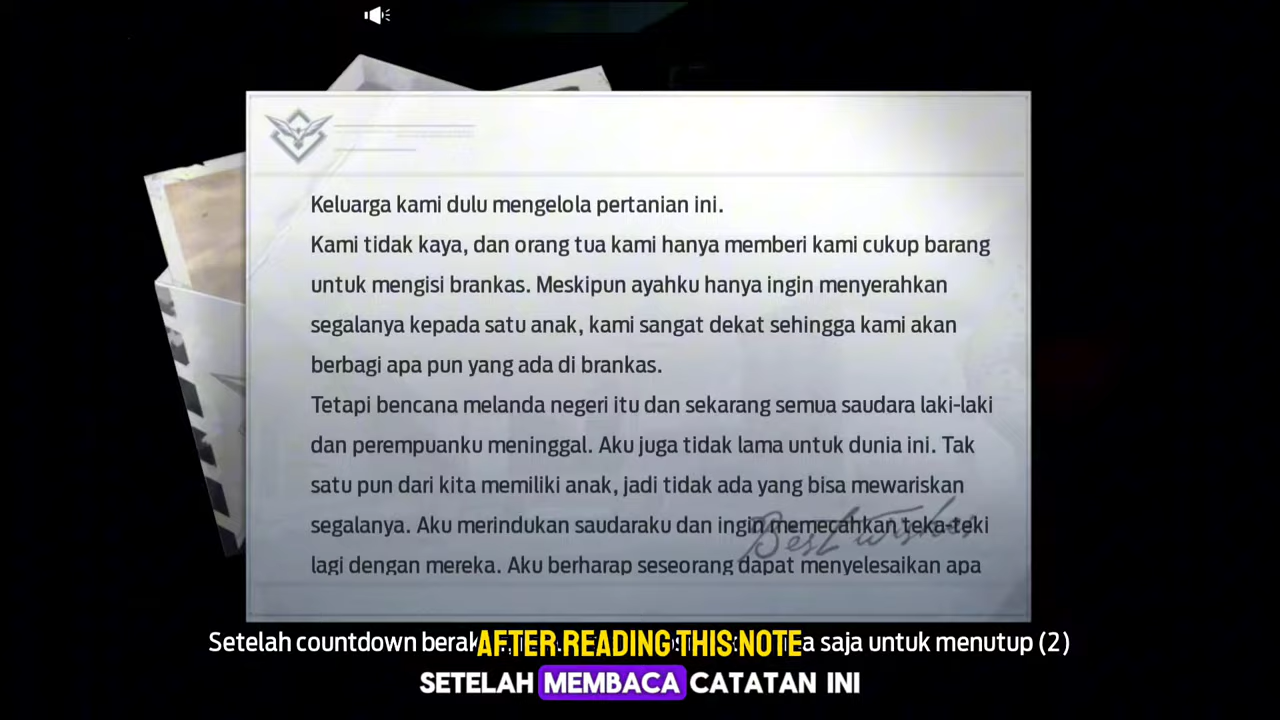 Keluarga kami dulu mengelola pertanian ini.
Kami tidak kaya, dan orang tua kami hanya memberi kami cukup barang
untuk mengisi brankas. Meskipun ayahku hanya ingin menyerahkan
segalanya kepada satu anak, kami sangat dekat sehingga kami akan
berbagi apa pun yang ada di brankas.
Tetapi bencana melanda negeri itu dan sekarang semua saudara laki-laki
dan perempuanku meninggal. Aku juga tidak lama untuk dunia ini. Tak
satu pun dari kita memiliki anak, jadi tidak ada yang bisa mewariskan
segalanya. Aku merindukan saudaraku dan ingin memecahkan teka-teki
Best wishes
lagi dengan mereka. Aku berharap seseorang dapat menyelesaikan apa
Setelah countdown saja untuk menutup (2)
AFTER READING THIS NOTE
SETELAH MEMBACA CATATAN INI